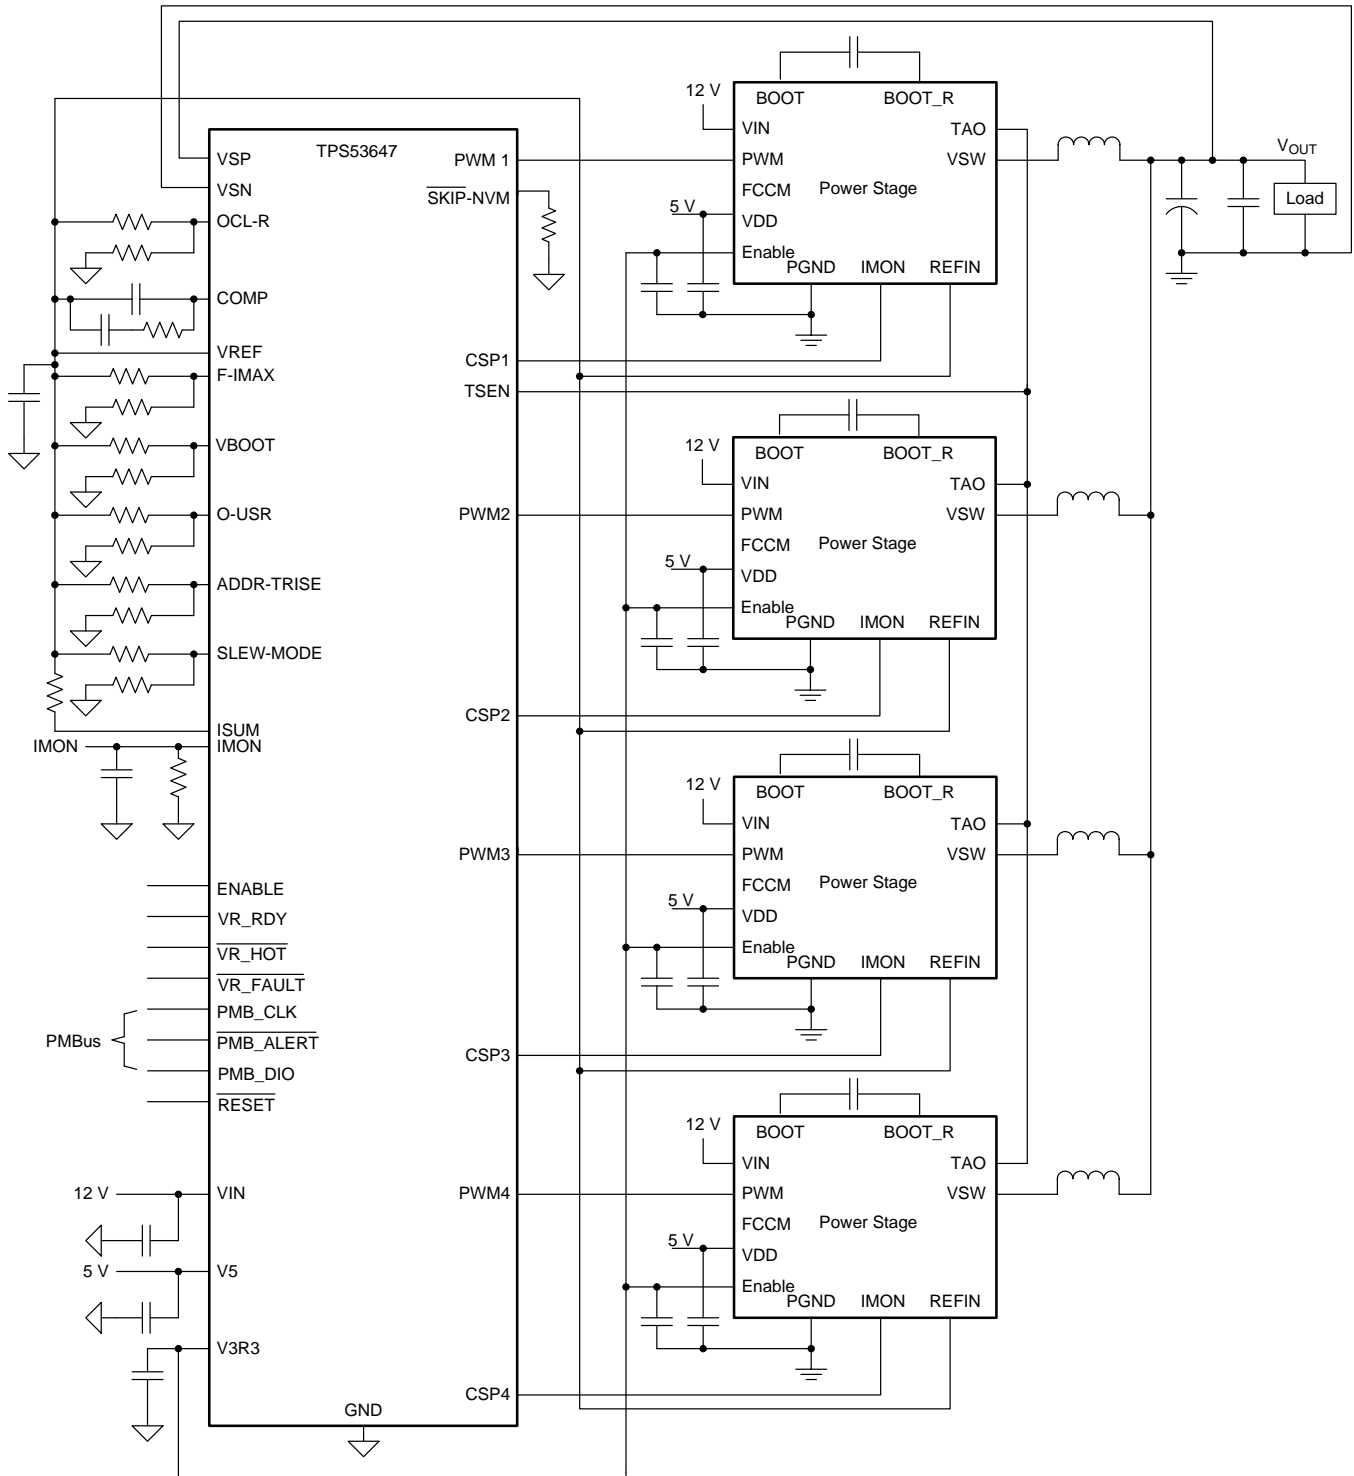 TPS53647
VSP
VSN
OCL-R
COMP
VREF
F-IMAX
VBOOT
O-USR
ADDR-TRISE
SLEW-MODE
ISUM
IMON
IMON
ENABLE
VR_RDY
VR_HOT
VR_FAULT
PMBus
PMB_CLK
PMB_ALERT
PMB_DIO
RESET
12 V
VIN
5 V
V5
V3R3
GND
PWM 1
SKIP-NVM
CSP1
TSEN
PWM2
CSP2
PWM3
CSP3
PWM4
CSP4
12 V
BOOT
BOOT_R
VIN
TAO
PWM
VSW
FCCM
Power Stage
5 V
VDD
Enable
PGND
IMON
REFIN
VOUT
Load
12 V
BOOT
BOOT_R
VIN
TAO
PWM
VSW
FCCM
Power Stage
5 V
VDD
Enable
PGND
IMON
REFIN
12 V
BOOT
BOOT_R
VIN
TAO
PWM
VSW
FCCM
Power Stage
5 V
VDD
Enable
PGND
IMON
REFIN
12 V
BOOT
BOOT_R
VIN
TAO
PWM
VSW
FCCM
Power Stage
5 V
VDD
Enable
PGND
IMON
REFIN